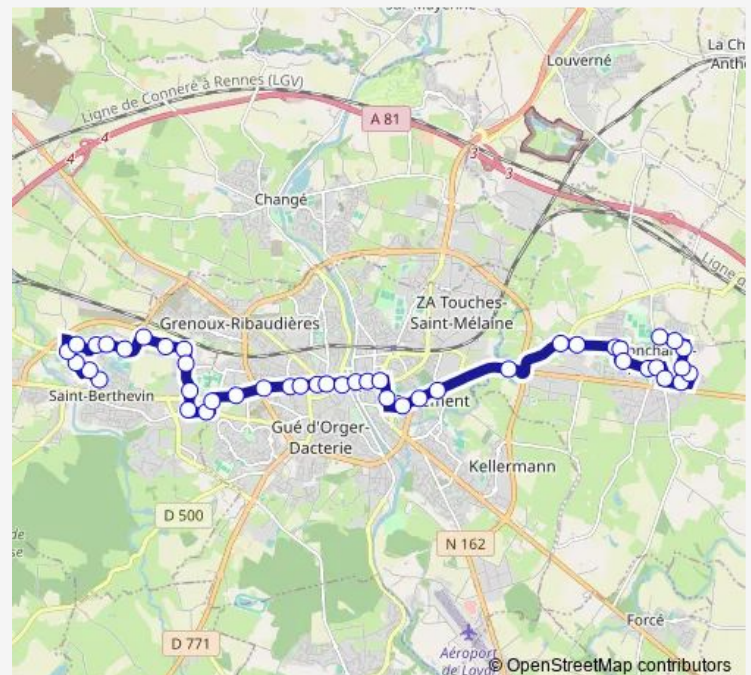 Louverné
La Ch
Anthe
Ligne de Connerré à Rennes (LGV)
A 81
4
4
3
3
Changé
Ligne d
ZA Touches-
Saint-Mélaine
Grenoux-Ribaudières
Saint-Berthevin
Gué d'Orger-
Dacterie
Kellermann
D 500
N 162
Forcé
D 771
Aéroport
de Laval
© OpenStreetMap contributors